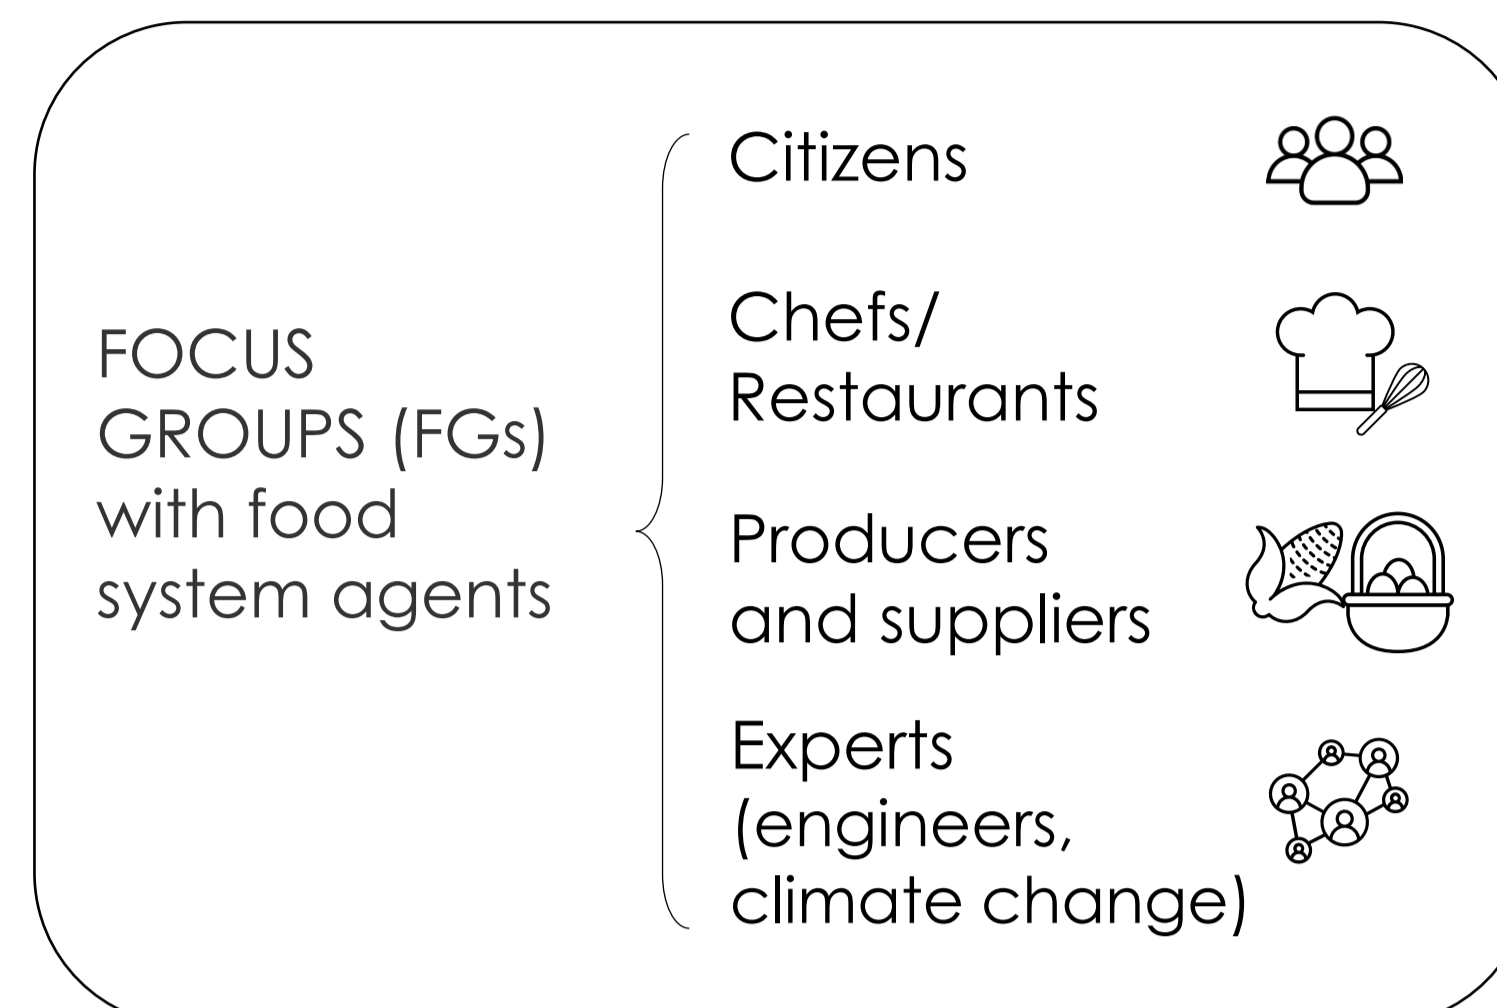 FOCUS
GROUPS (FGs)
with food
system agents
Citizens
Chefs/
Restaurants
Producers
and suppliers
Experts
(engineers,
climate change)